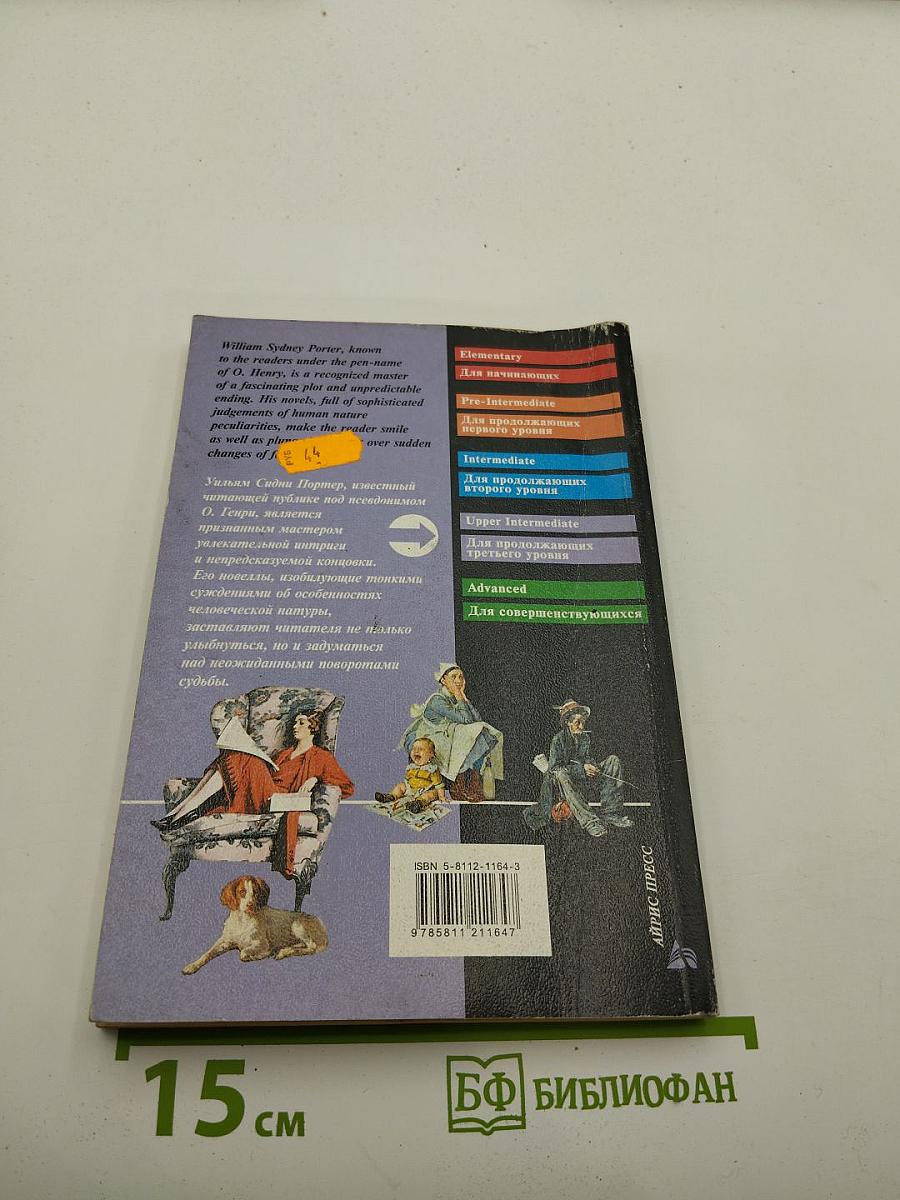 William Sydney Porter, known
to the readers under the pen-name
of O. Henry, is a recognized master
of a fascinating plot and unpredictable
ending. His novels, full of sophisticated
judgements of human nature
peculiarities, make the reader smile
as well as over sudden
changes of
44
Уильям Сидни Портер, известный
читающей публике под псевдонимом
О. Генри, является
признанным мастером
увлекательной интриги
и непредсказуемой концовки.
Его новеллы, изобилующие тонкими
суждениями об особенностях
человеческой натуры,
заставляют читателя не только
улыбнуться, но и задуматься
над неожиданными поворотами
судьбы.
Elementary
Для начинающих
Pre-Intermediate
Для продолжающих
первого уровня
Intermediate
Для продолжающих
второго уровня
Upper Intermediate
Для продолжающих
третьего уровня
Advanced
Для совершенствующихся
ISBN 5-8112-1164-3
9 785811 211647
АЙРИС ПРЕСС
15 см
БФ БИБЛИОФАН